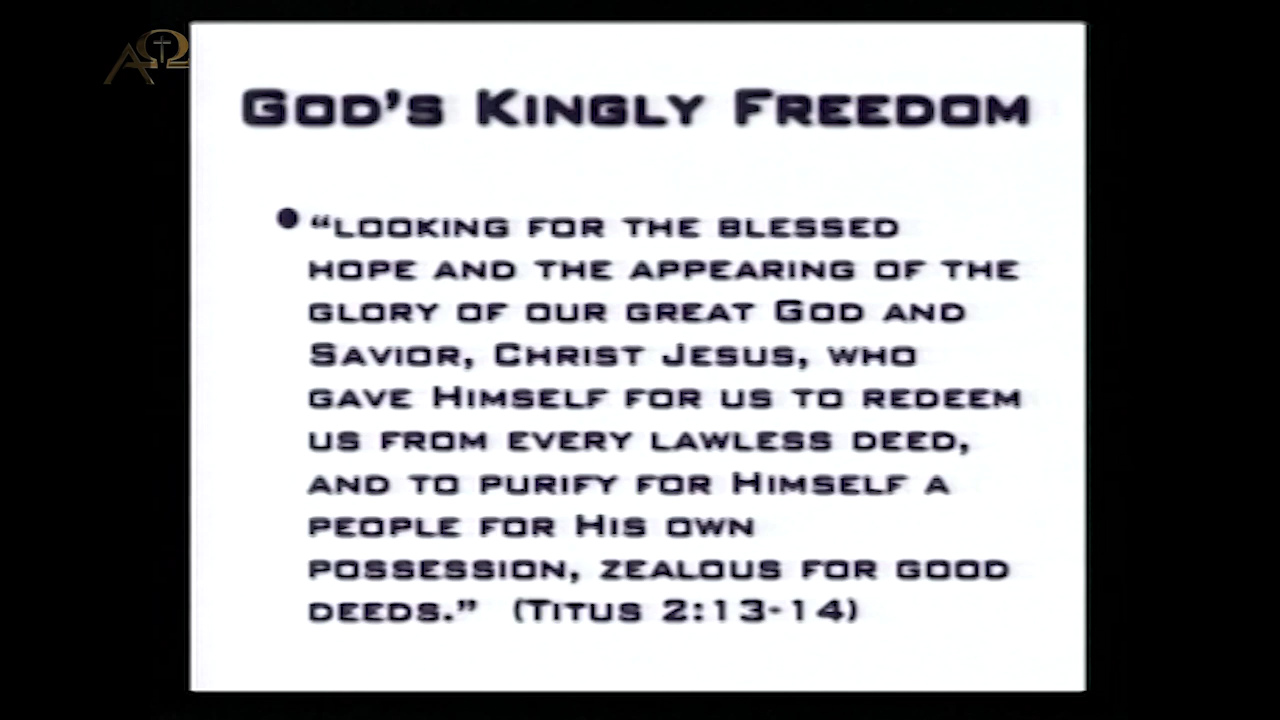 AΩ
God's Kingly Freedom
• “Looking for the blessed
hope and the appearing of the
glory of our great God and
Savior, Christ Jesus, who
gave Himself for us to redeem
us from every lawless deed,
and to purify for Himself a
people for His own
possession, zealous for good
deeds.” (Titus 2:13-14)